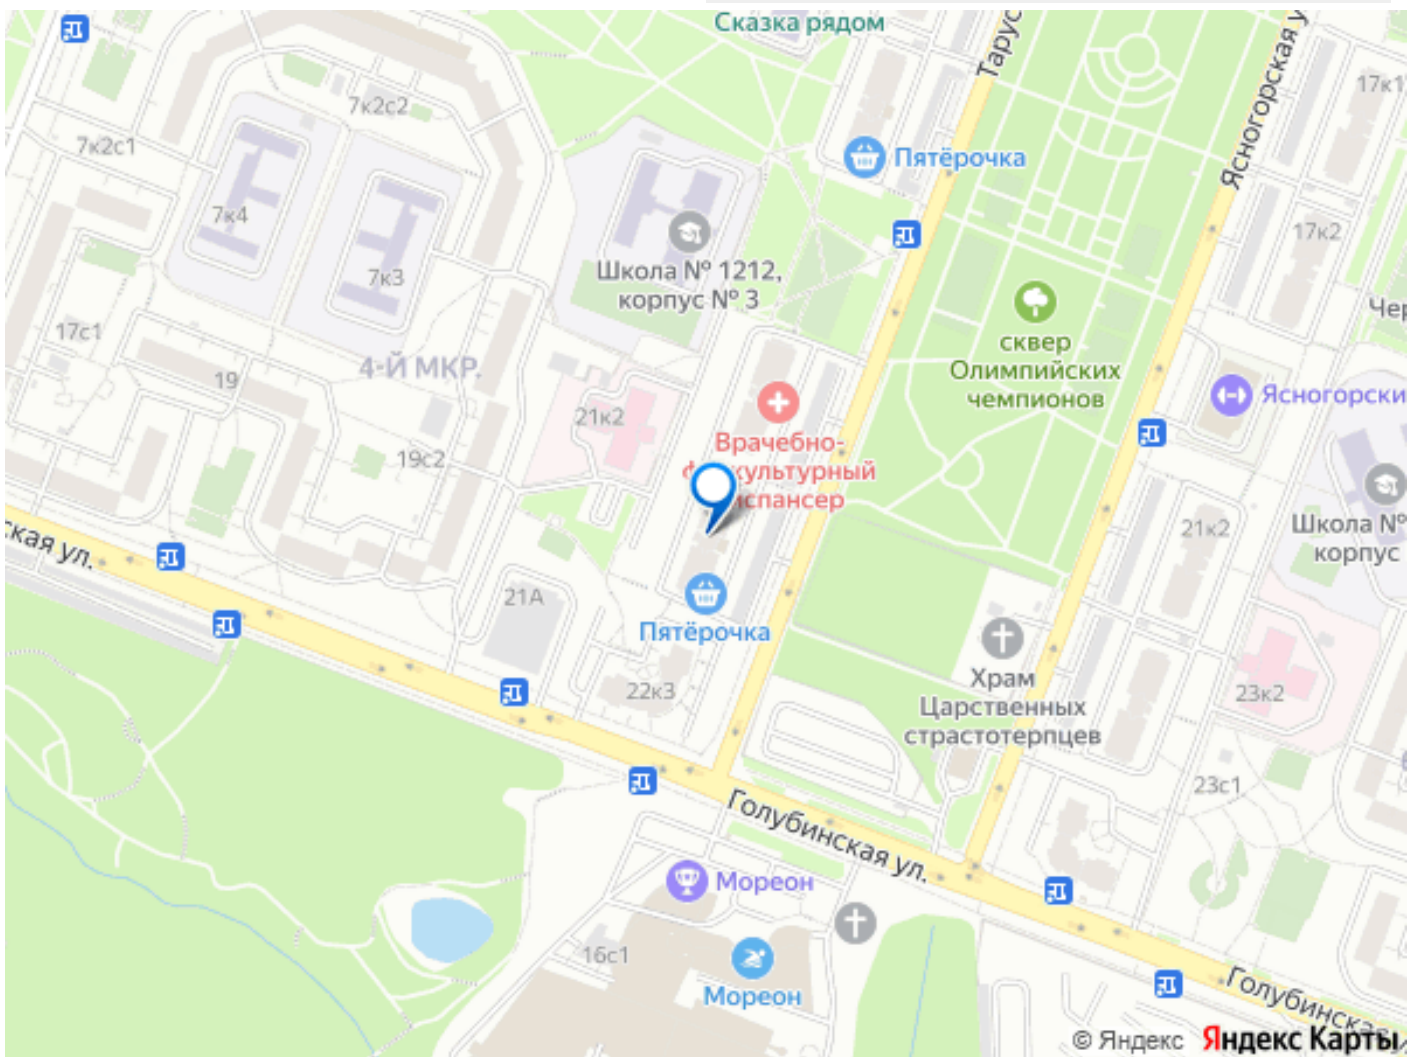 Сказка рядом
Тарус
Ясногорская у
17к1
7к2с2
7к2с1
Пятёрочка
7к4
17к2
Школа № 1212,
корпус № 3
7к3
17с1
Чер
сквер
Олимпийских
чемпионов
4-Й МКР.
19
Ясногорски
21к2
Врачебно-
культурный
испансер
19с2
ская ул.
21к2
Школа №
корпус
21А
Пятёрочка
Храм
Царственных
страстотерпцев
22к3
23к2
23с1
Голубинская ул.
Мореон
16с1
Мореон
Голубинская
© Яндекс Яндекс Карты